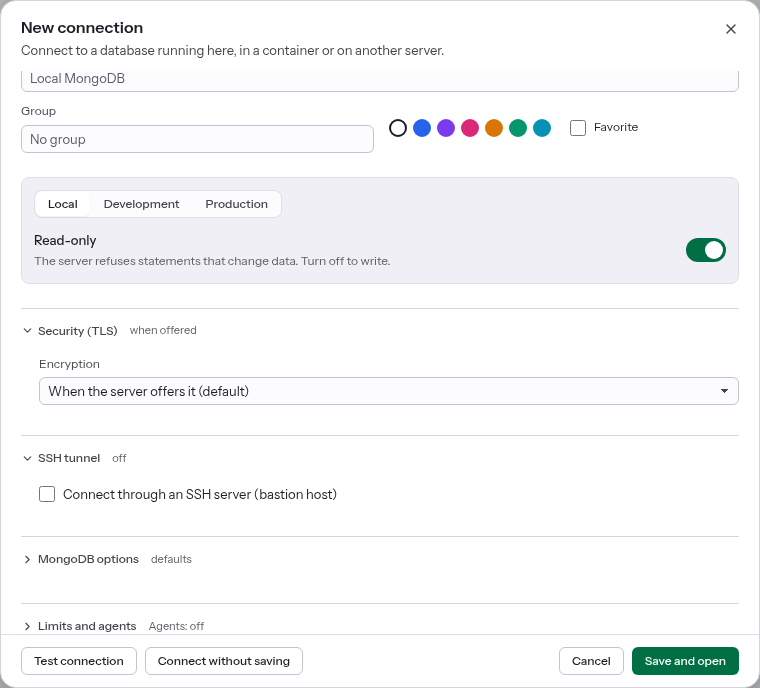 New connection
Connect to a database running here, in a container or on another server.
Local MongoDB
Group
No group
Favorite
Local Development Production
Read-only
The server refuses statements that change data. Turn off to write.
Security (TLS) when offered
Encryption
When the server offers it (default)
SSH tunnel off
Connect through an SSH server (bastion host)
MongoDB options defaults
Limits and agents Agents: off
Test connection Connect without saving Cancel Save and open